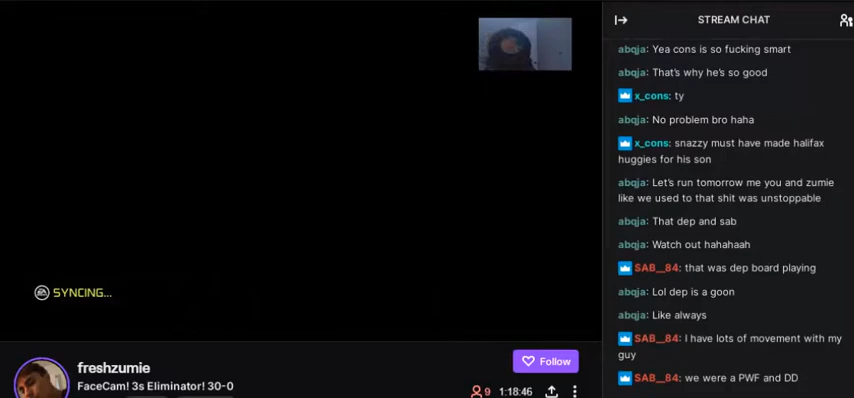 STREAM CHAT
abqja: Yea cons is so fucking smart
abqja: That's why he's so good
x_cons: ty
abqja: No problem bro haha
x_cons: snazzy must have made halifax
huggies for his son
abqja: Let's run tomorrow me you and zumie
like we used to that shit was unstoppable
abqja: That dep and sab
abqja: Watch out hahahaah
SAB__84: that was dep board playing
abqja: Lol dep is a goon
abqja: Like always
SAB__84: I have lots of movement with my
guy
SAB__84: we were a PWF and DD
EA SYNCING...
freshzumie
Follow
FaceCam! 3s Eliminator! 30-0
9 1:18:46